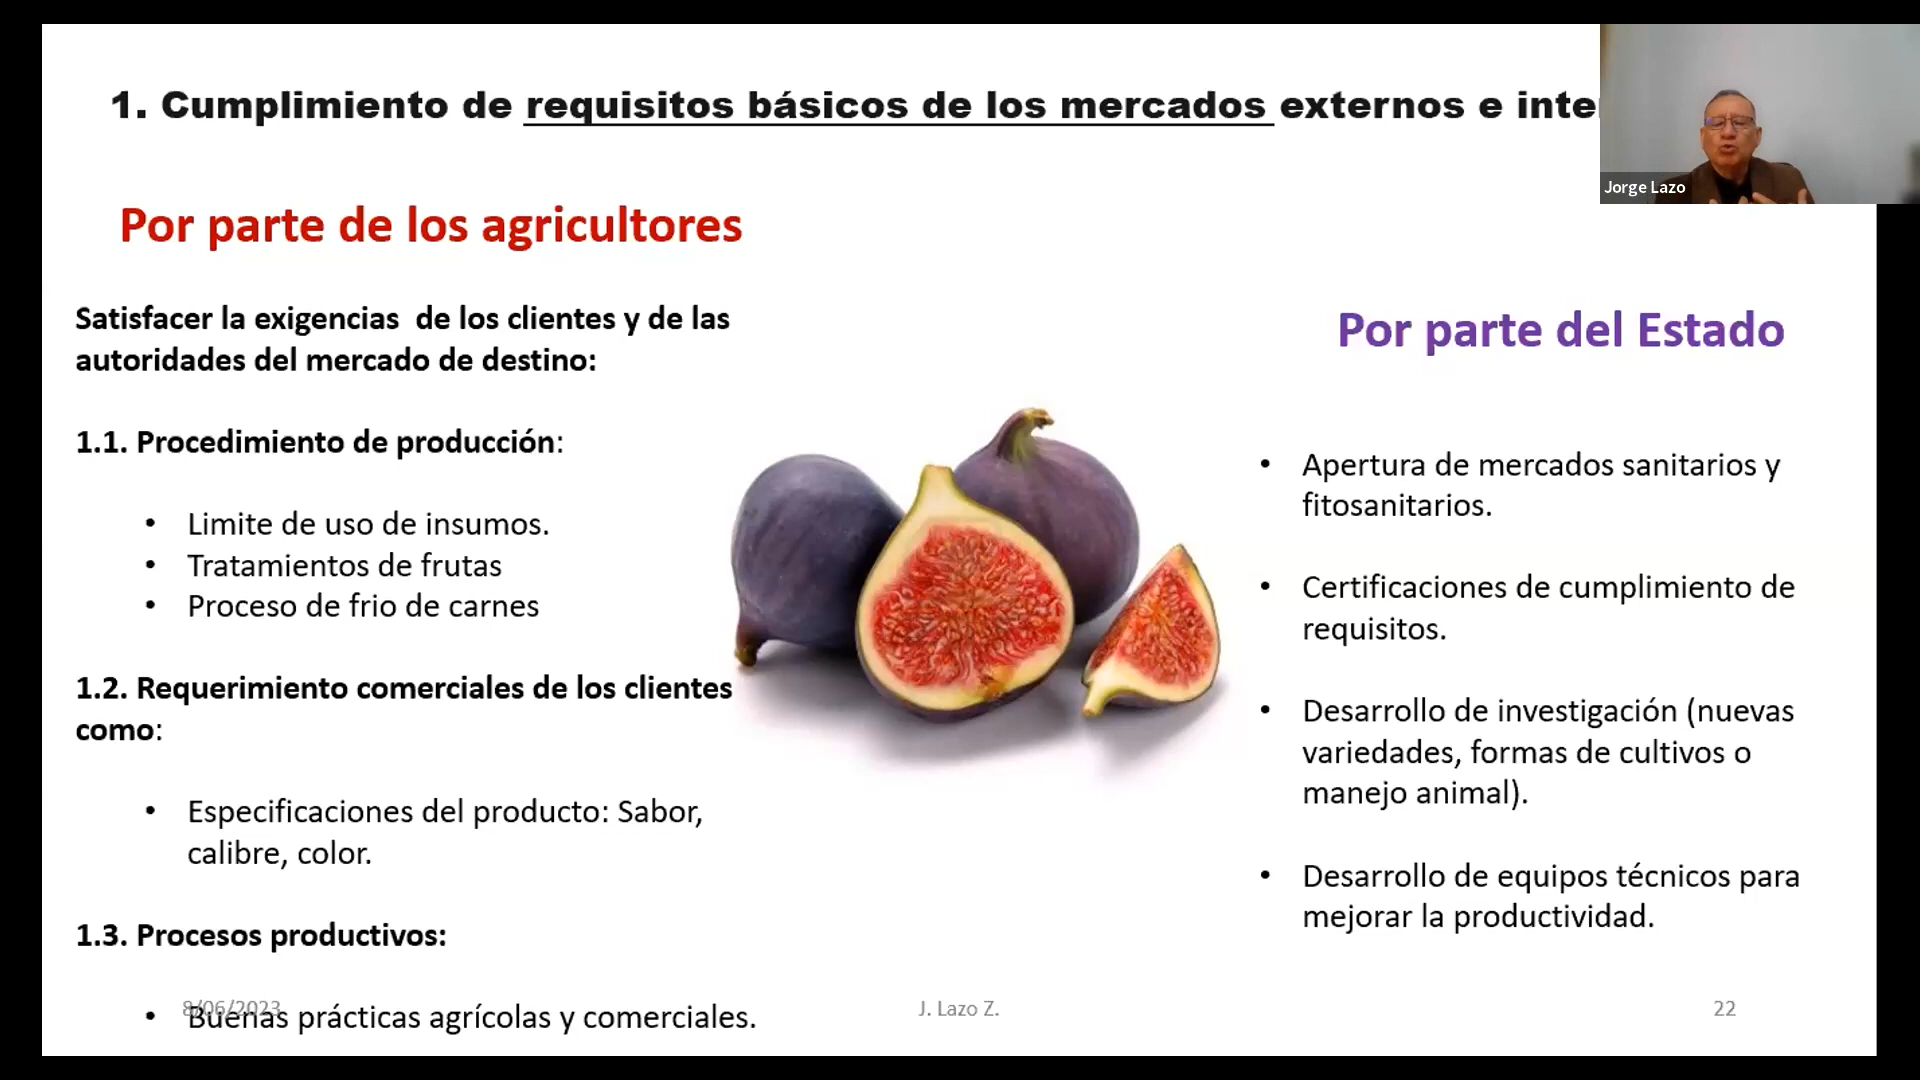 1. Cumplimiento de requisitos básicos de los mercados externos e inte
Jorge Lazo
Por parte de los agricultores
Satisfacer la exigencias  de los clientes y de las
autoridades del mercado de destino:
1.1. Procedimiento de producción:
• Limite de uso de insumos.
• Tratamientos de frutas
• Proceso de frio de carnes
1.2. Requerimiento comerciales de los clientes
como:
• Especificaciones del producto: Sabor,
calibre, color.
1.3. Procesos productivos:
• Buenas prácticas agrícolas y comerciales.
Por parte del Estado
• Apertura de mercados sanitarios y
fitosanitarios.
• Certificaciones de cumplimiento de
requisitos.
• Desarrollo de investigación (nuevas
variedades, formas de cultivos o
manejo animal).
• Desarrollo de equipos técnicos para
mejorar la productividad.
8/06/2023
J. Lazo Z.
22